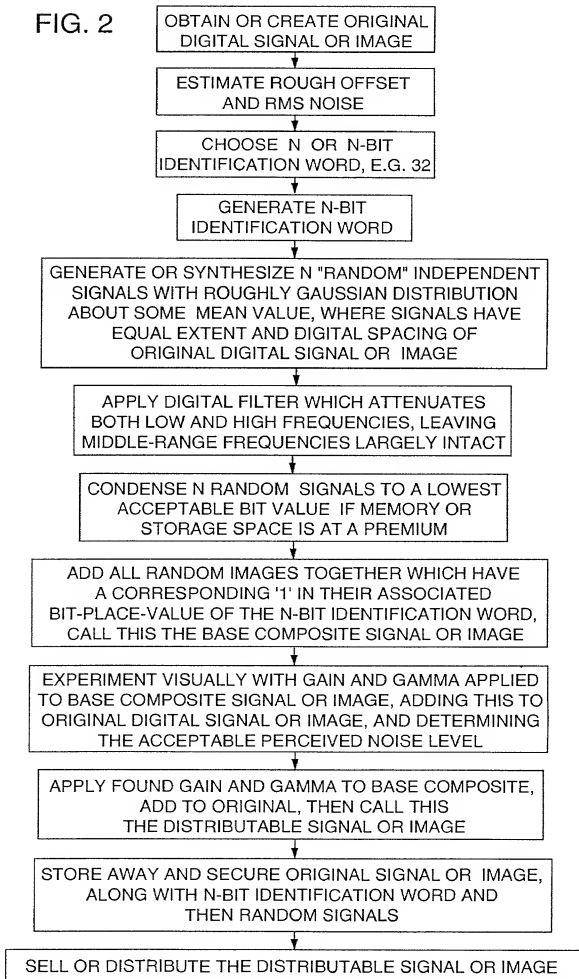 FIG. 2
OBTAIN OR CREATE ORIGINAL
DIGITAL SIGNAL OR IMAGE
ESTIMATE ROUGH OFFSET
AND RMS NOISE
CHOOSE N OR N-BIT
IDENTIFICATION WORD, E.G. 32
GENERATE N-BIT
IDENTIFICATION WORD
GENERATE OR SYNTHESIZE N "RANDOM" INDEPENDENT
SIGNALS WITH ROUGHLY GAUSSIAN DISTRIBUTION
ABOUT SOME MEAN VALUE, WHERE SIGNALS HAVE
EQUAL EXTENT AND DIGITAL SPACING OF
ORIGINAL DIGITAL SIGNAL OR IMAGE
APPLY DIGITAL FILTER WHICH ATTENUATES
BOTH LOW AND HIGH FREQUENCIES, LEAVING
MIDDLE-RANGE FREQUENCIES LARGELY INTACT
CONDENSE N RANDOM SIGNALS TO A LOWEST
ACCEPTABLE BIT VALUE IF MEMORY OR
STORAGE SPACE IS AT A PREMIUM
ADD ALL RANDOM IMAGES TOGETHER WHICH HAVE
A CORRESPONDING '1' IN THEIR ASSOCIATED
BIT-PLACE-VALUE OF THE N-BIT IDENTIFICATION WORD,
CALL THIS THE BASE COMPOSITE SIGNAL OR IMAGE
EXPERIMENT VISUALLY WITH GAIN AND GAMMA APPLIED
TO BASE COMPOSITE SIGNAL OR IMAGE, ADDING THIS TO
ORIGINAL DIGITAL SIGNAL OR IMAGE, AND DETERMINING
THE ACCEPTABLE PERCEIVED NOISE LEVEL
APPLY FOUND GAIN AND GAMMA TO BASE COMPOSITE,
ADD TO ORIGINAL, THEN CALL THIS
THE DISTRIBUTABLE SIGNAL OR IMAGE
STORE AWAY AND SECURE ORIGINAL SIGNAL OR IMAGE,
ALONG WITH N-BIT IDENTIFICATION WORD AND
THEN RANDOM SIGNALS
SELL OR DISTRIBUTE THE DISTRIBUTABLE SIGNAL OR IMAGE